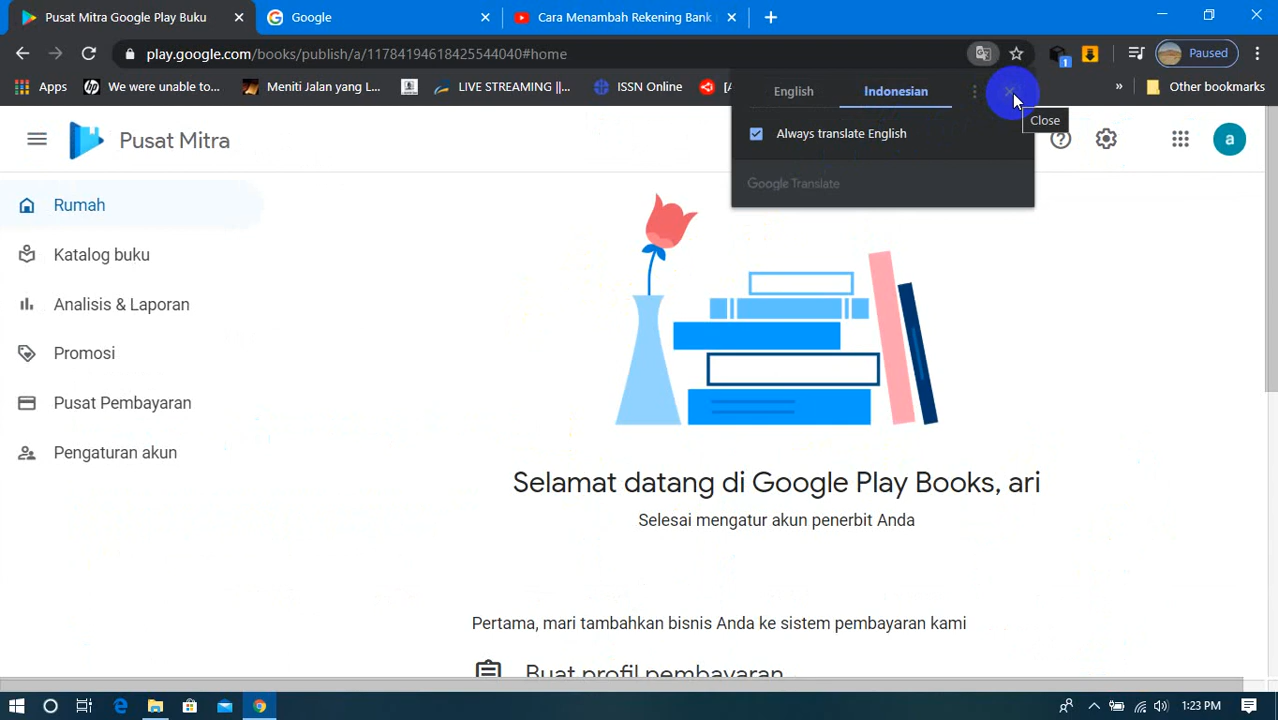 Pusat Mitra Google Play Buku
Google
Cara Menambah Rekening Bank
play.google.com/books/publish/a/11784194618425544040#home
1
Paused
Apps
We were unable to...
Meniti Jalan yang L...
LIVE STREAMING ||...
ISSN Online
[A
»
Other bookmarks
English
Indonesian
Close
Always translate English
Google Translate
Pusat Mitra
a
Rumah
Katalog buku
Analisis & Laporan
Promosi
Pusat Pembayaran
Pengaturan akun
Selamat datang di Google Play Books, ari
Selesai mengatur akun penerbit Anda
Pertama, mari tambahkan bisnis Anda ke sistem pembayaran kami
Buat profil pembayaran
1:23 PM